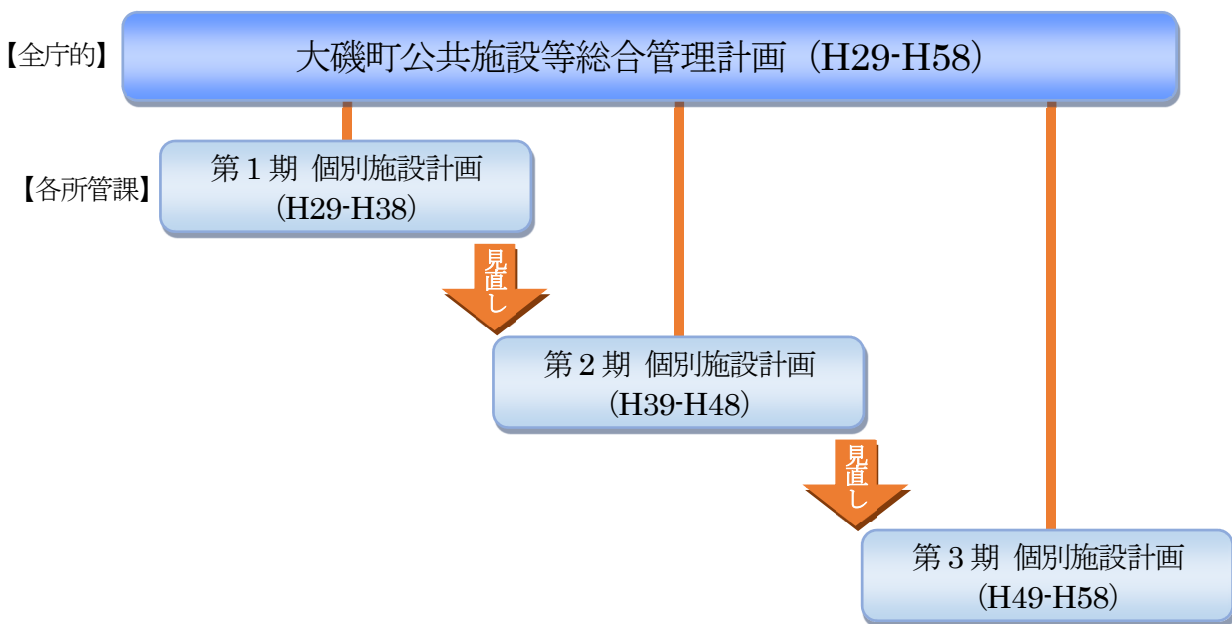 【全庁的】
大磯町公共施設等総合管理計画（H29-H58）
【各所管課】
第1期 個別施設計画
（H29-H38）
見直し
第2期 個別施設計画
（H39-H48）
見直し
第3期 個別施設計画
（H49-H58）